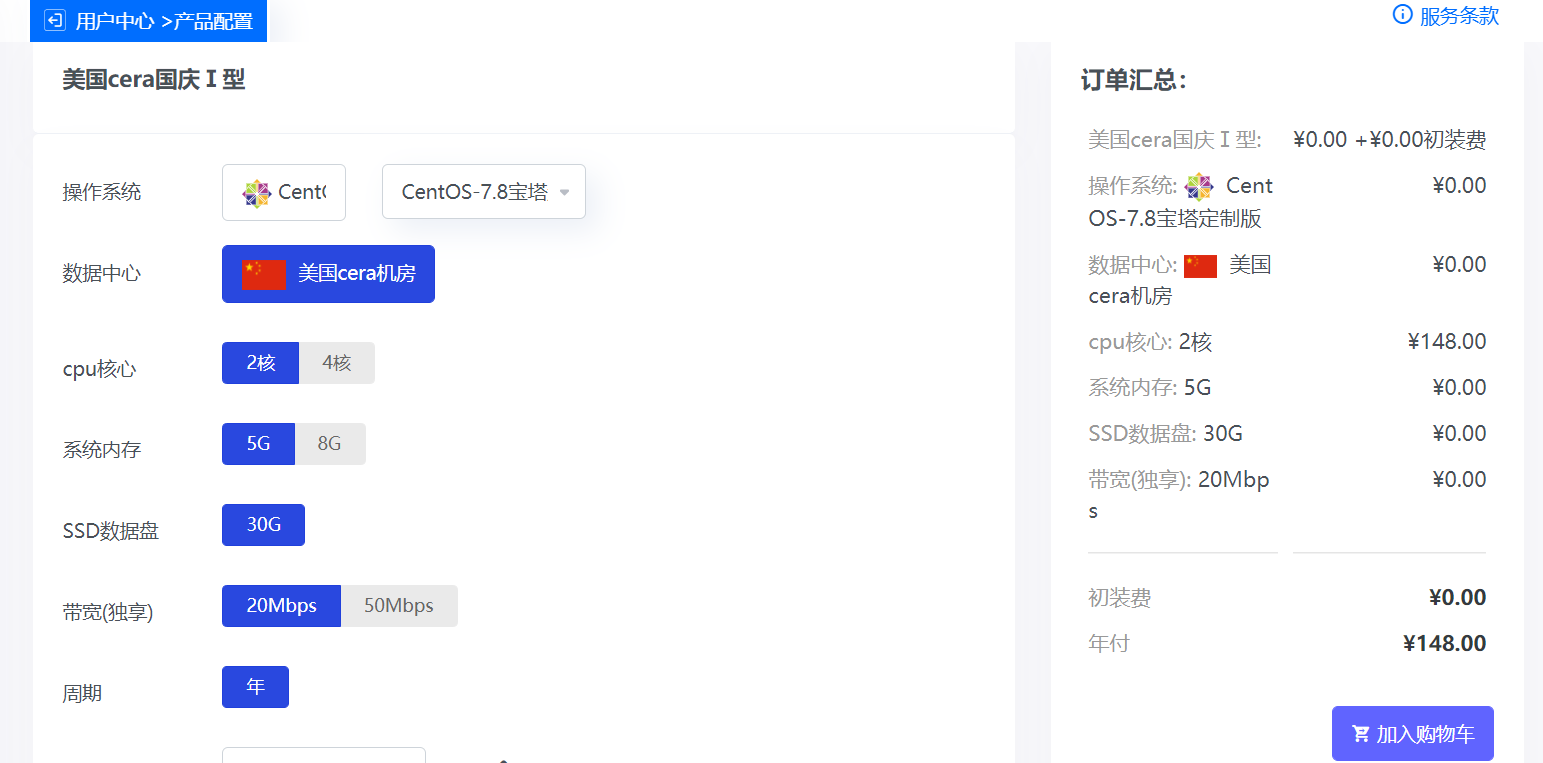 用户中心 >产品配置
服务条款
美国cera国庆Ⅰ型
操作系统
CentO
CentOS-7.8宝塔
数据中心
美国cera机房
cpu核心
2核
4核
系统内存
5G
8G
SSD数据盘
30G
带宽(独享)
20Mbps
50Mbps
周期
年
订单汇总:
美国cera国庆Ⅰ型: ¥0.00 +¥0.00初装费
操作系统: Cent ¥0.00
OS-7.8宝塔定制版
数据中心: 美国 ¥0.00
cera机房
cpu核心: 2核 ¥148.00
系统内存: 5G ¥0.00
SSD数据盘: 30G ¥0.00
带宽(独享): 20Mbp ¥0.00
s
初装费 ¥0.00
年付 ¥148.00
加入购物车